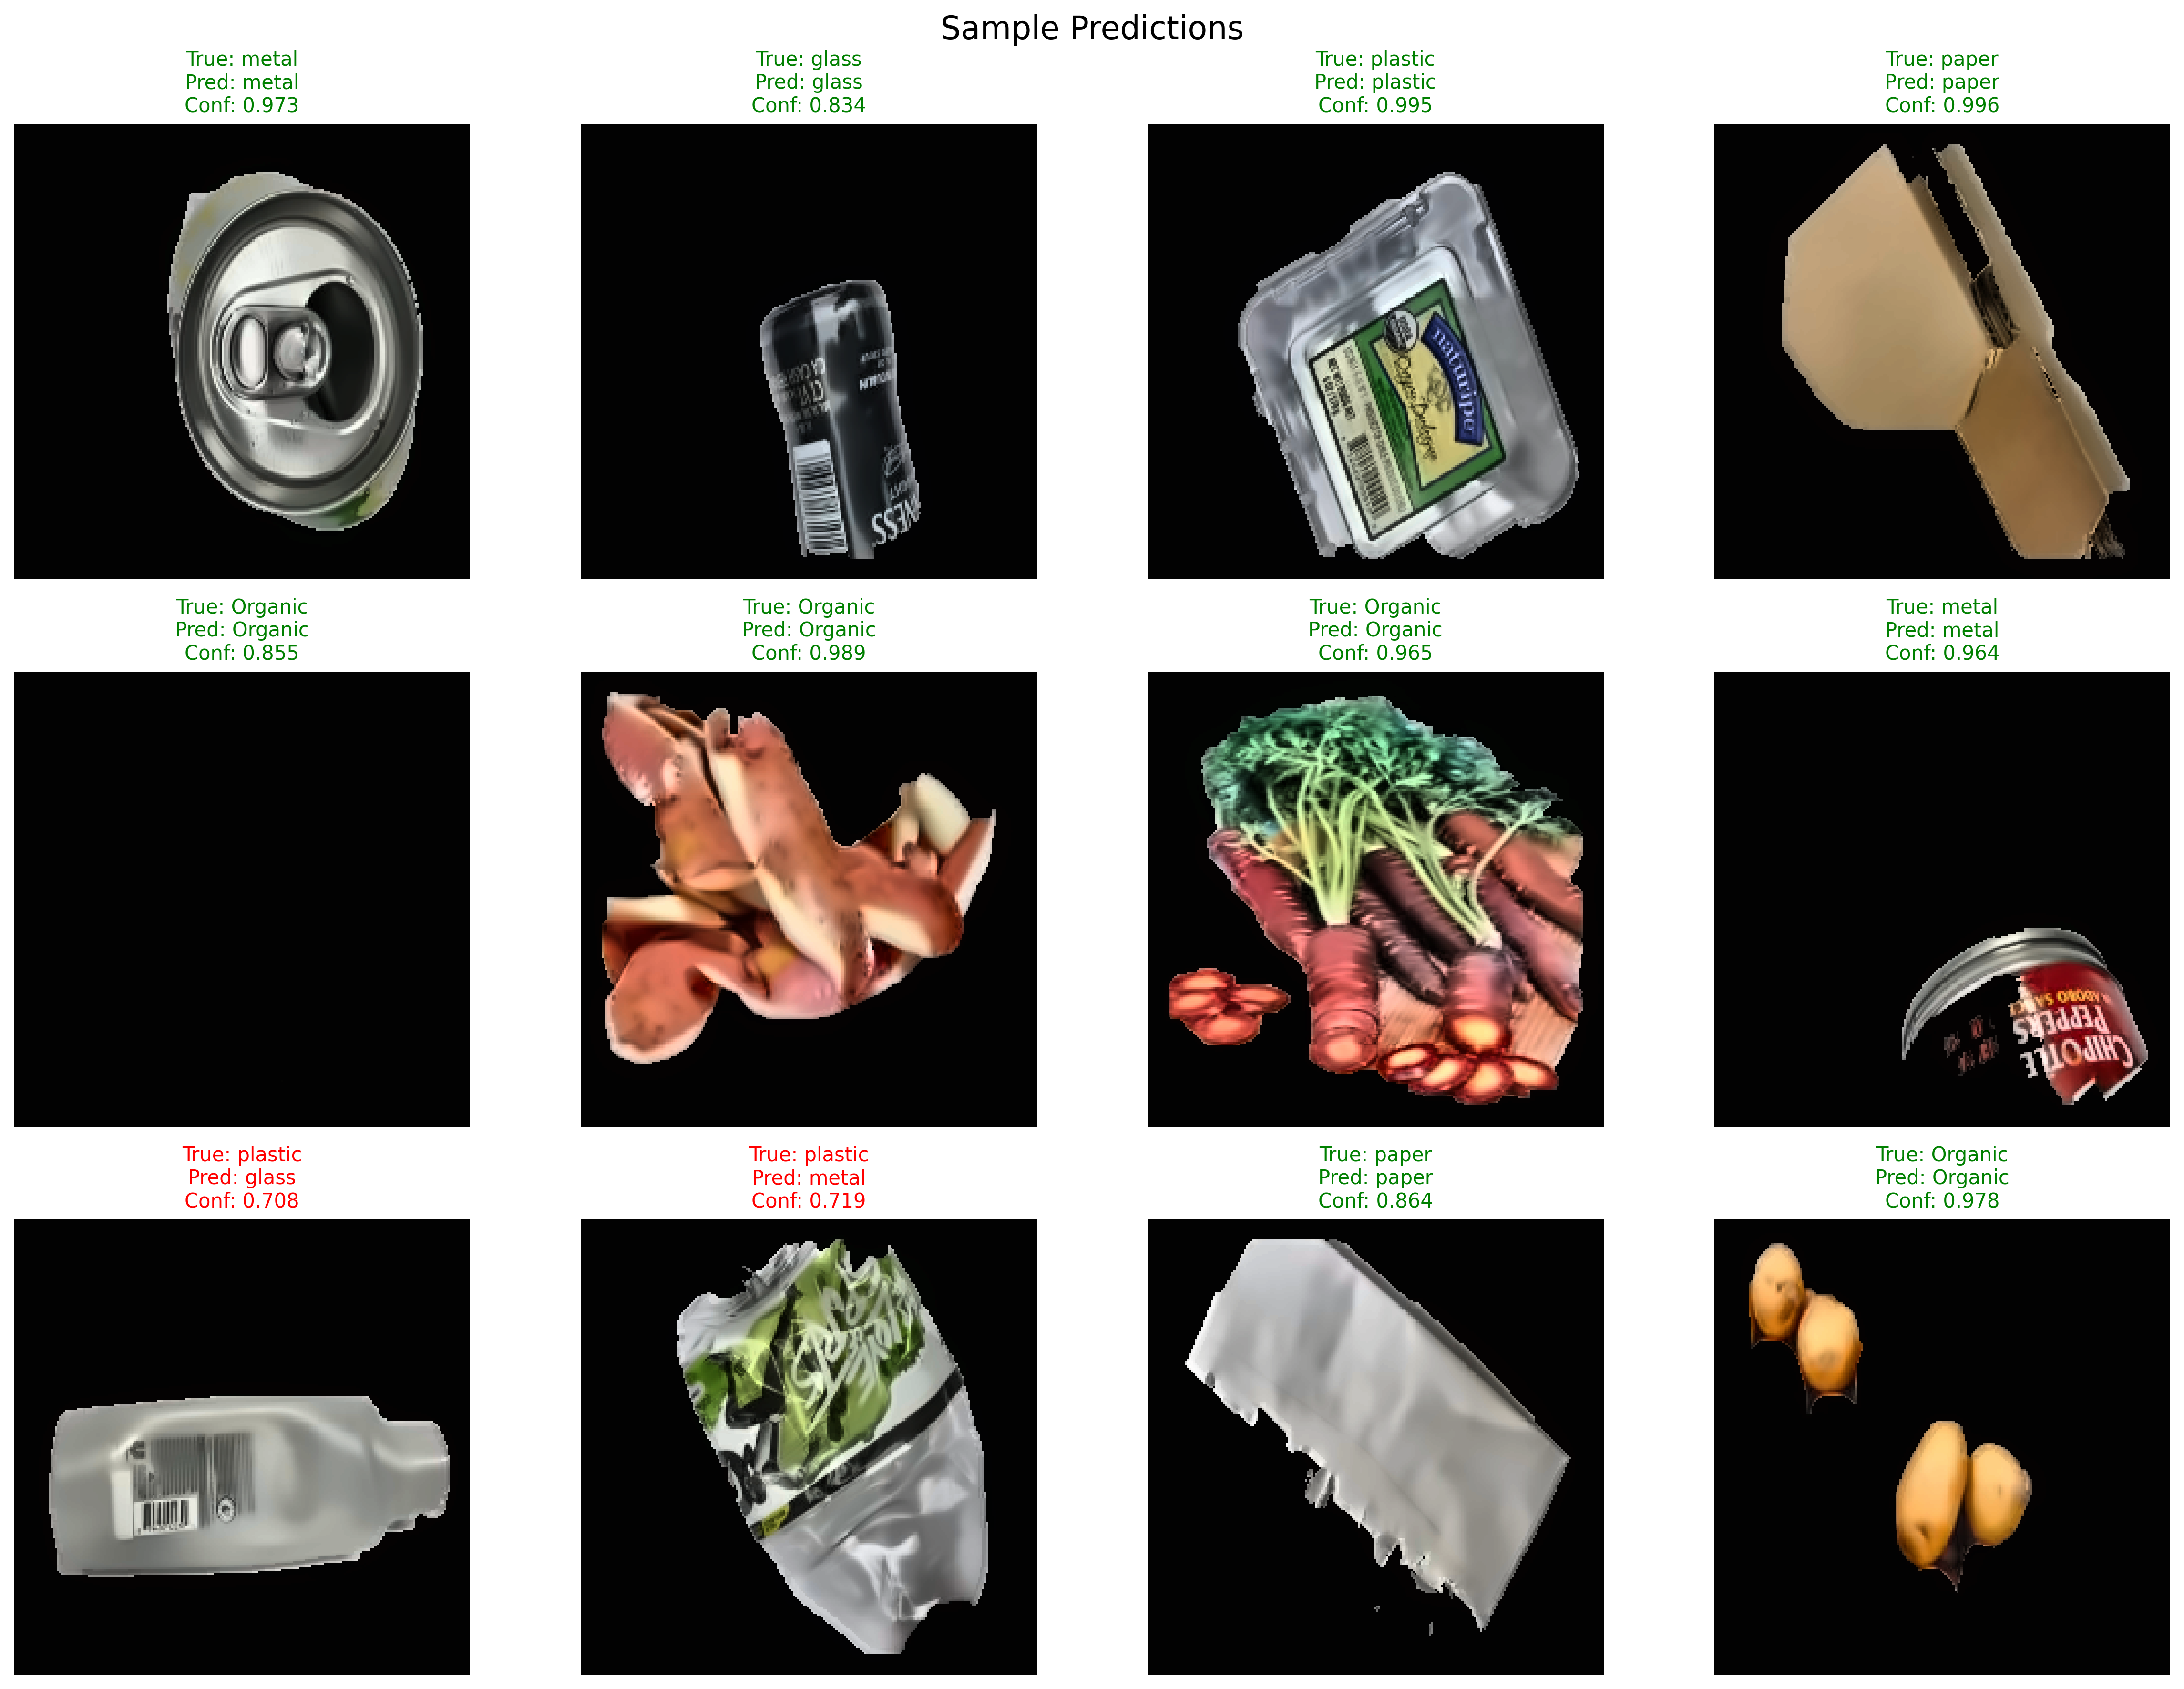 Sample Predictions
True: metal
Pred: metal
Conf: 0.973
True: glass
Pred: glass
Conf: 0.834
True: plastic
Pred: plastic
Conf: 0.995
True: paper
Pred: paper
Conf: 0.996
naturipe
True: Organic
Pred: Organic
Conf: 0.855
True: Organic
Pred: Organic
Conf: 0.989
True: Organic
Pred: Organic
Conf: 0.965
True: metal
Pred: metal
Conf: 0.964
CHIPOTLE
PEPPERS
True: plastic
Pred: glass
Conf: 0.708
True: plastic
Pred: metal
Conf: 0.719
True: paper
Pred: paper
Conf: 0.864
True: Organic
Pred: Organic
Conf: 0.978